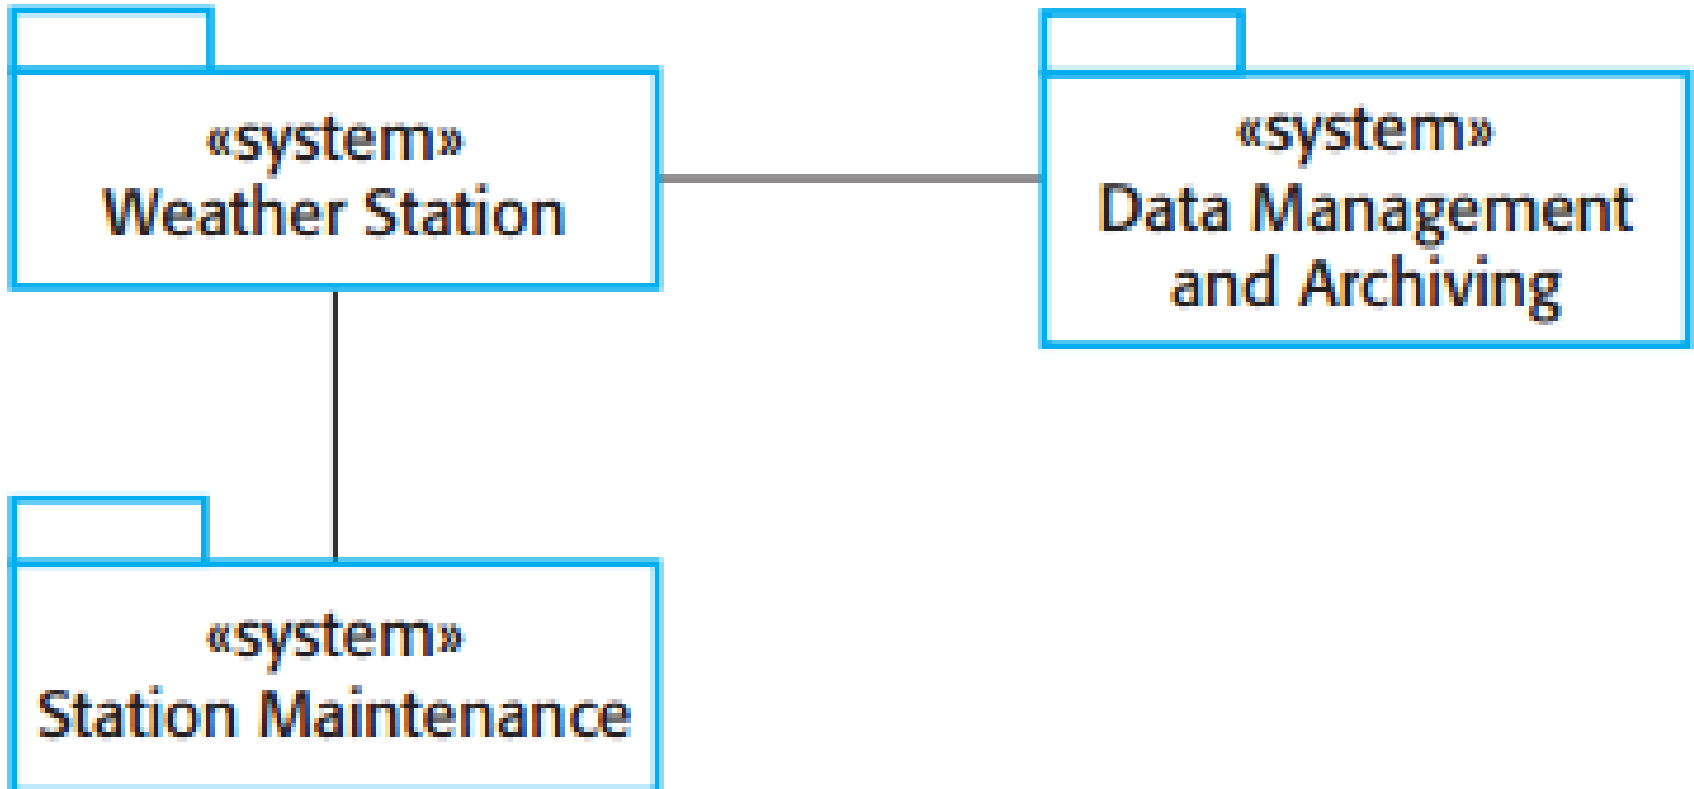 «system»
Weather Station
«system»
Data Management
and Archiving
«system»
Station Maintenance